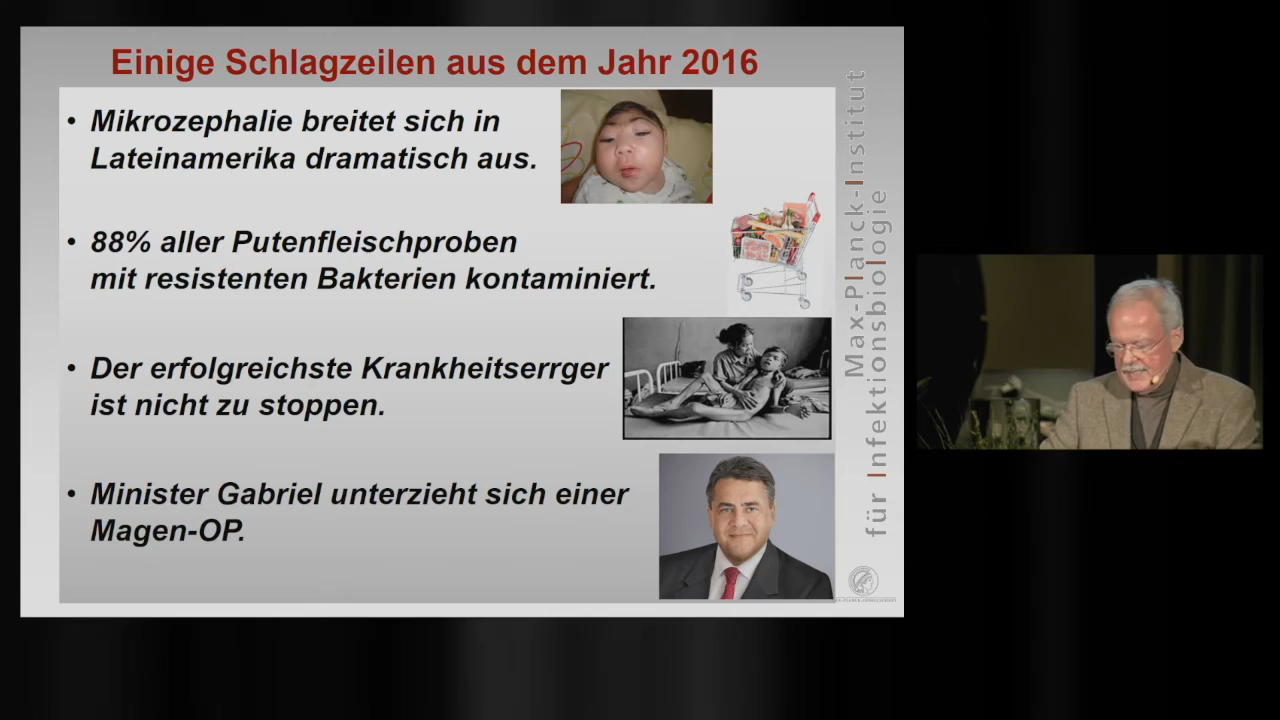 Einige Schlagzeilen aus dem Jahr 2016
• Mikrozephalie breitet sich in
Lateinamerika dramatisch aus.
• 88% aller Putenfleischproben
mit resistenten Bakterien kontaminiert.
• Der erfolgreichste Krankheitserrger
ist nicht zu stoppen.
• Minister Gabriel unterzieht sich einer
Magen-OP.
Max-Planck-Institut
für Infektionsbiologie